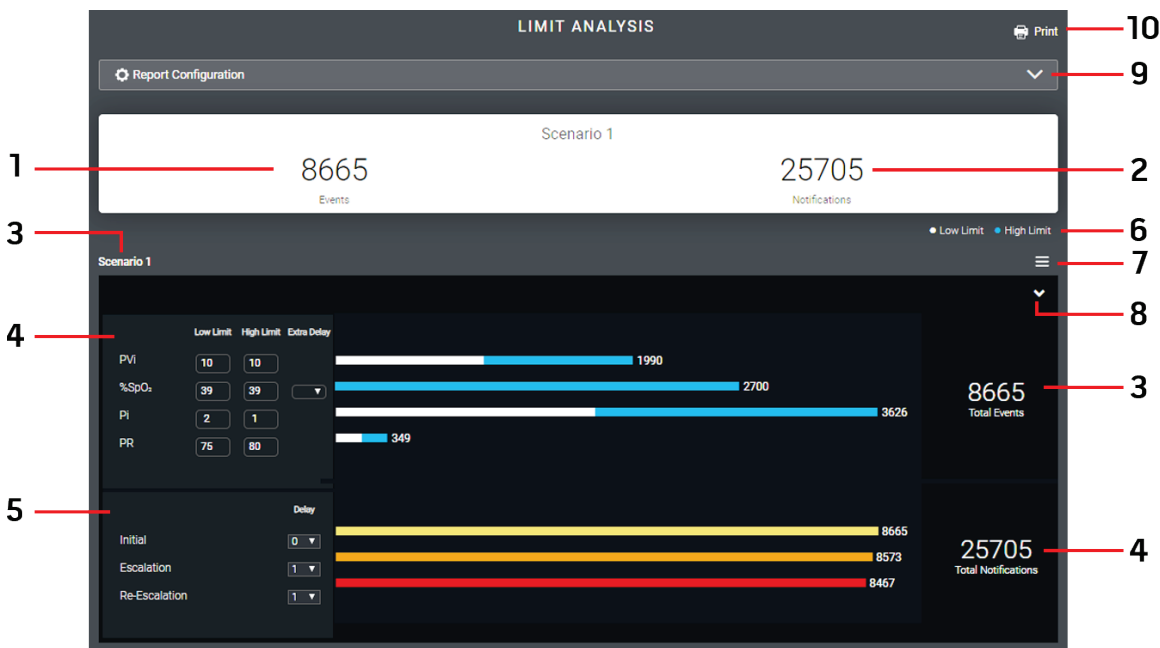 LIMIT ANALYSIS
Print 10
Report Configuration 9
Scenario 1
1 8665 25705 2
Events Notifications
3 Low Limit High Limit 6
Scenario 1 7
8
4 Low Limit High Limit Extra Delay
PVi 10 10 1990
%SpO₂ 39 39 2700 8665 3
Total Events
Pi 2 1 3626
PR 75 80 349
5 Delay
Initial 0 8665
25705 4
Escalation 1 8573
Total Notifications
Re-Escalation 1 8467